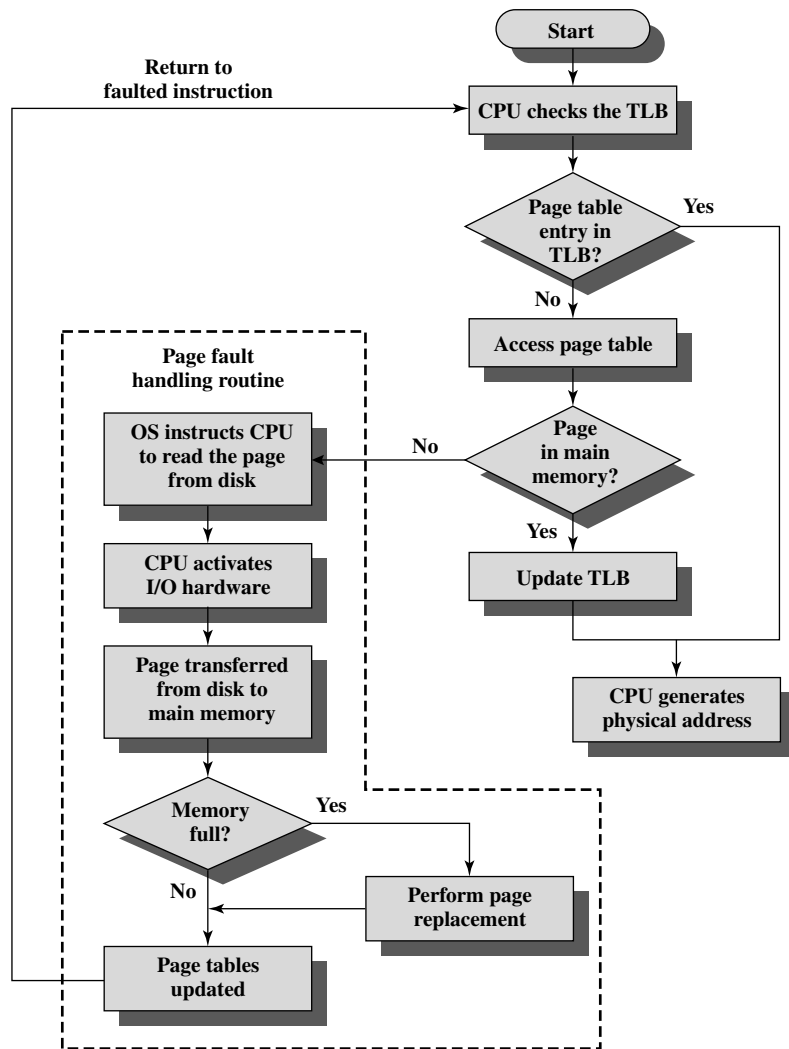 Start
Return to
faulted instruction
CPU checks the TLB
Page table
entry in
TLB?
Yes
No
Access page table
Page fault
handling routine
OS instructs CPU
to read the page
from disk
No
Page
in main
memory?
Yes
CPU activates
I/O hardware
Update TLB
Page transferred
from disk to
main memory
CPU generates
physical address
Memory
full?
Yes
No
Perform page
replacement
Page tables
updated